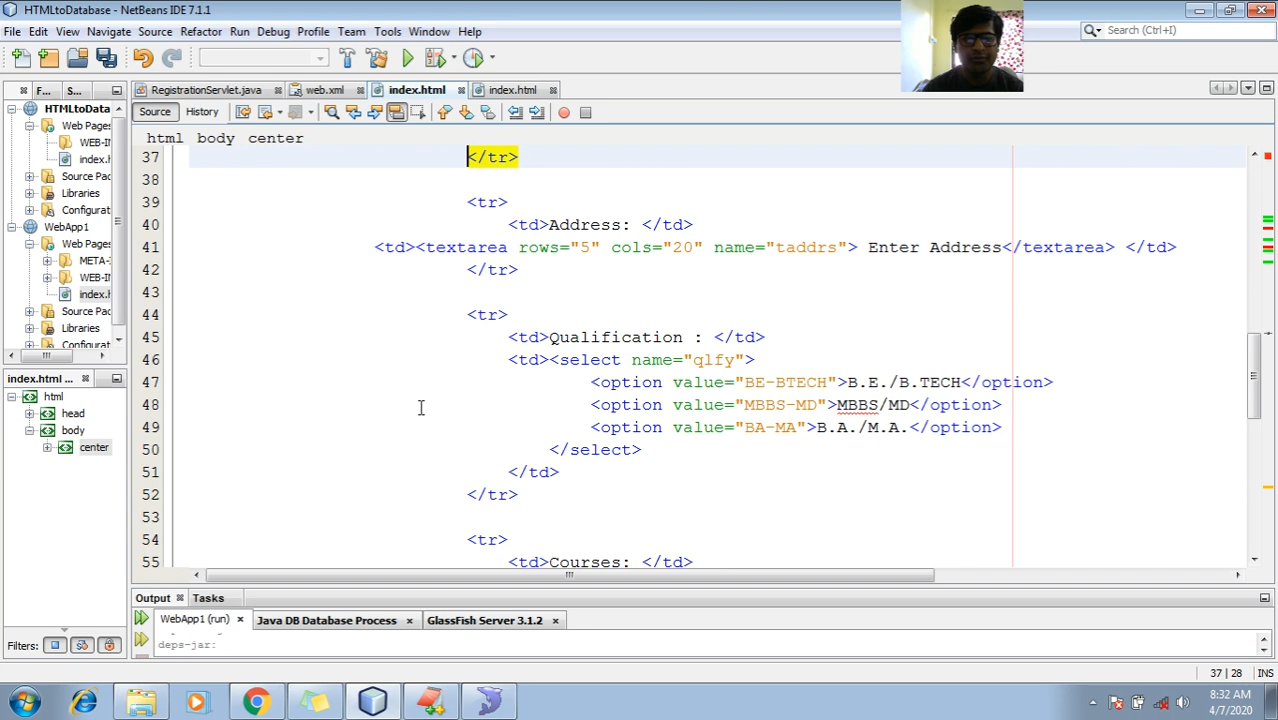 HTMLtoDatabase - NetBeans IDE 7.1.1
File Edit View Navigate Source Refactor Run Debug Profile Team Tools Window Help
Search (Ctrl+I)
F... S... RegistrationServlet.java web.xml index.html index.html
HTMLtoData
Web Pages
WEB-IN
index.h
Source Pac
Libraries
Configurat
WebApp1
Web Pages
META-
WEB-IN
index.h
Source Pac
Libraries
Configurat
Source History
html body center
37 </tr>
38
39 <tr>
40 <td>Address: </td>
41 <td><textarea rows="5" cols="20" name="taddrs"> Enter Address</textarea> </td>
42 </tr>
43
44 <tr>
45 <td>Qualification : </td>
46 <td><select name="qlfy">
47 <option value="BE-BTECH">B.E./B.TECH</option>
48 <option value="MBBS-MD">MBBS/MD</option>
49 <option value="BA-MA">B.A./M.A.</option>
50 </select>
51 </td>
52 </tr>
53
54 <tr>
55 <td>Courses: </td>
index.html ...
html
head
body
center
Filters:
Output Tasks
WebApp1 (run) Java DB Database Process GlassFish Server 3.1.2
deps-jar:
37 | 28 INS
8:32 AM
4/7/2020